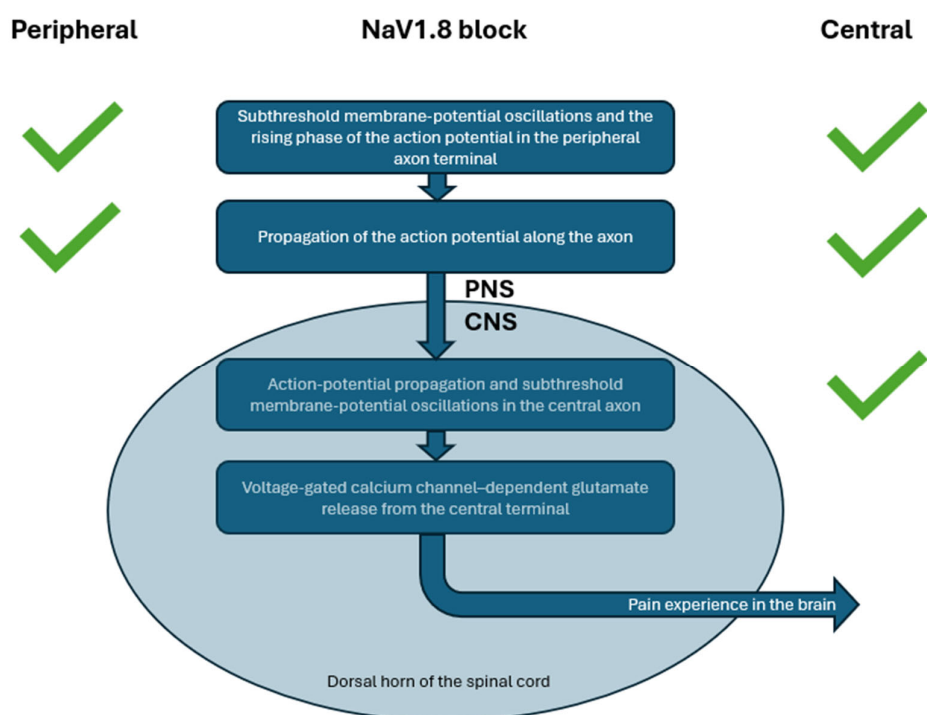 Peripheral
NaV1.8 block
Central
Subthreshold membrane-potential oscillations and the
rising phase of the action potential in the peripheral
axon terminal
Propagation of the action potential along the axon
PNS
CNS
Action-potential propagation and subthreshold
membrane-potential oscillations in the central axon
Voltage-gated calcium channel–dependent glutamate
release from the central terminal
Pain experience in the brain
Dorsal horn of the spinal cord